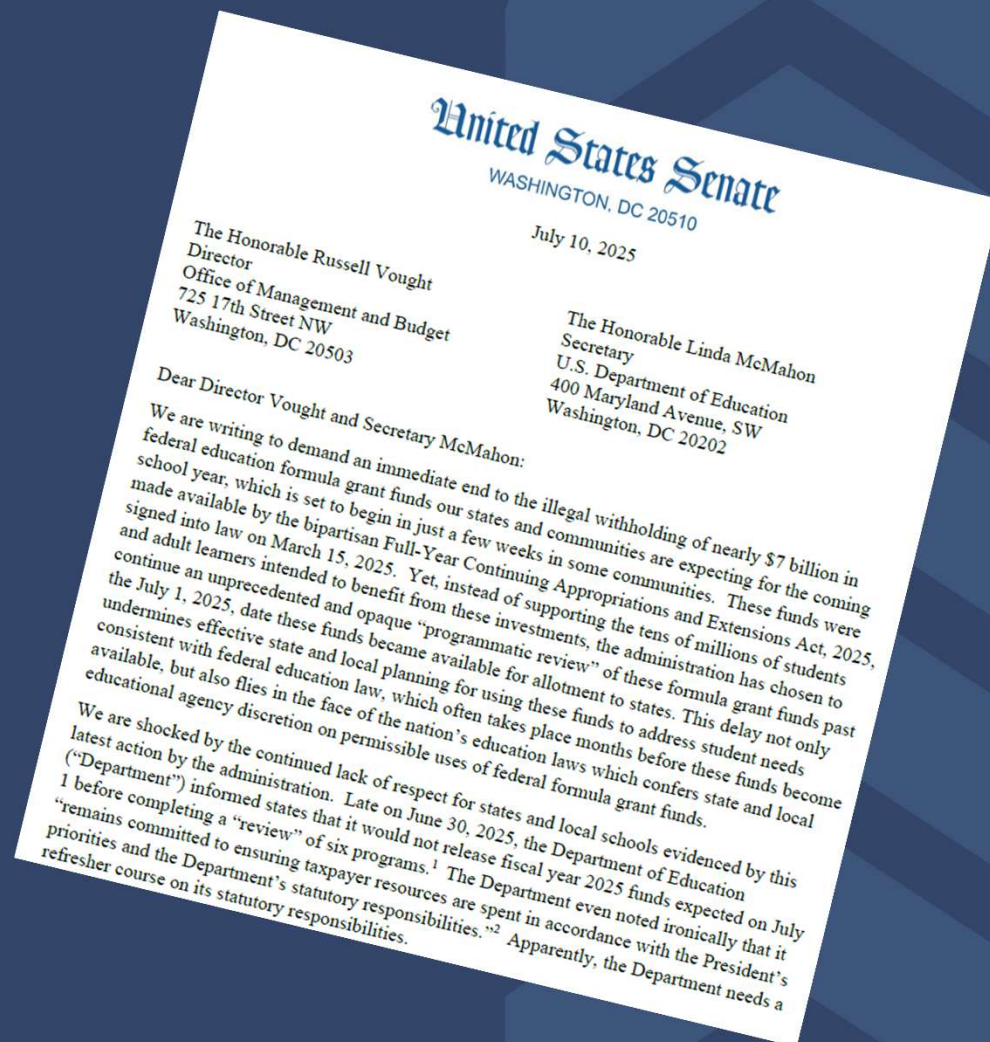 United States Senate
WASHINGTON, DC 20510
July 10, 2025
The Honorable Russell Vought
Director
Office of Management and Budget
725 17th Street NW
Washington, DC 20503
The Honorable Linda McMahon
Secretary
U.S. Department of Education
400 Maryland Avenue, SW
Washington, DC 20202
Dear Director Vought and Secretary McMahon:
We are writing to demand an immediate end to the illegal withholding of nearly $7 billion in
federal education formula grant funds our states and communities are expecting for the coming
school year, which is set to begin in just a few weeks in some communities. These funds were
made available by the bipartisan Full-Year Continuing Appropriations and Extensions Act, 2025,
signed into law on March 15, 2025. Yet, instead of supporting the tens of millions of students
and adult learners intended to benefit from these investments, the administration has chosen to
continue an unprecedented and opaque “programmatic review” of these formula grant funds past
the July 1, 2025, date these funds became available for allotment to states. This delay not only
undermines effective state and local planning for using these funds to address student needs
consistent with federal education law, which often takes place months before these funds become
available, but also flies in the face of the nation’s education laws which confers state and local
educational agency discretion on permissible uses of federal formula grant funds.
We are shocked by the continued lack of respect for states and local schools evidenced by this
latest action by the administration. Late on June 30, 2025, the Department of Education
(“Department”) informed states that it would not release fiscal year 2025 funds expected on July
1 before completing a “review” of six programs.¹ The Department even noted ironically that it
“remains committed to ensuring taxpayer resources are spent in accordance with the President’s
priorities and the Department’s statutory responsibilities.”² Apparently, the Department needs a
refresher course on its statutory responsibilities.